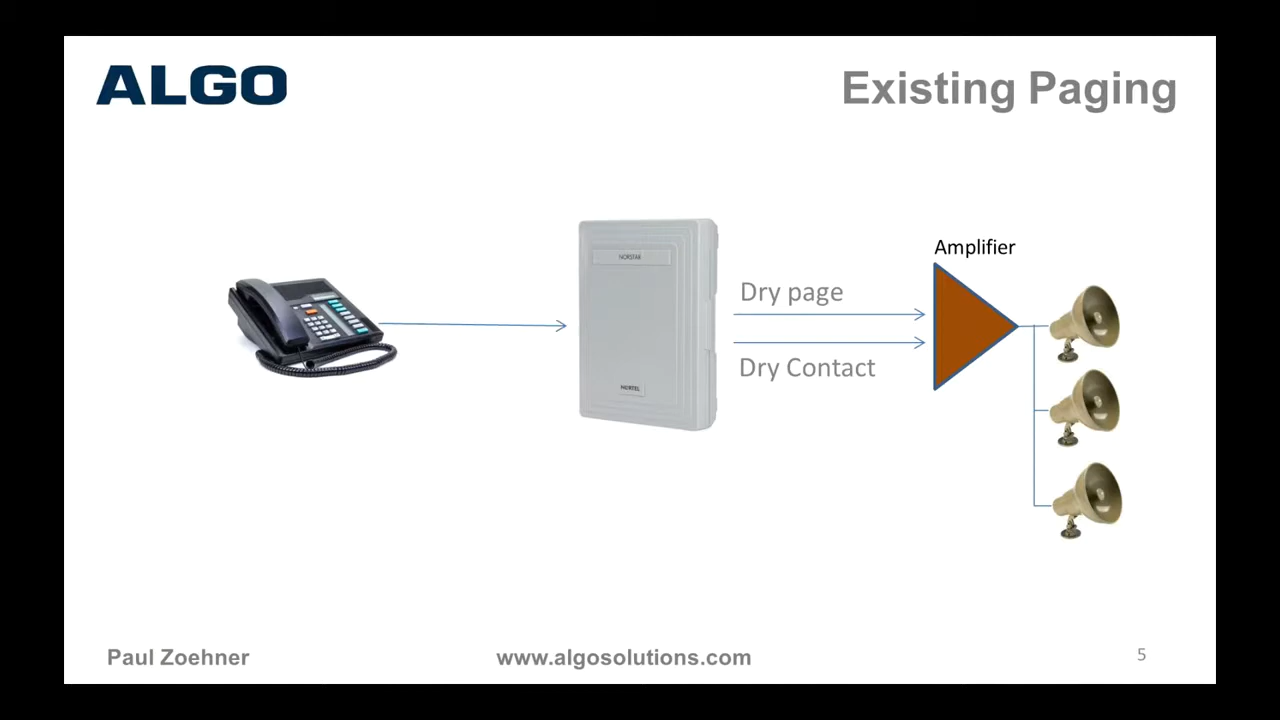 ALGO
Existing Paging
Amplifier
NORSTAR
Dry page
Dry Contact
NORTEL
Paul Zoehner
www.algosolutions.com
5